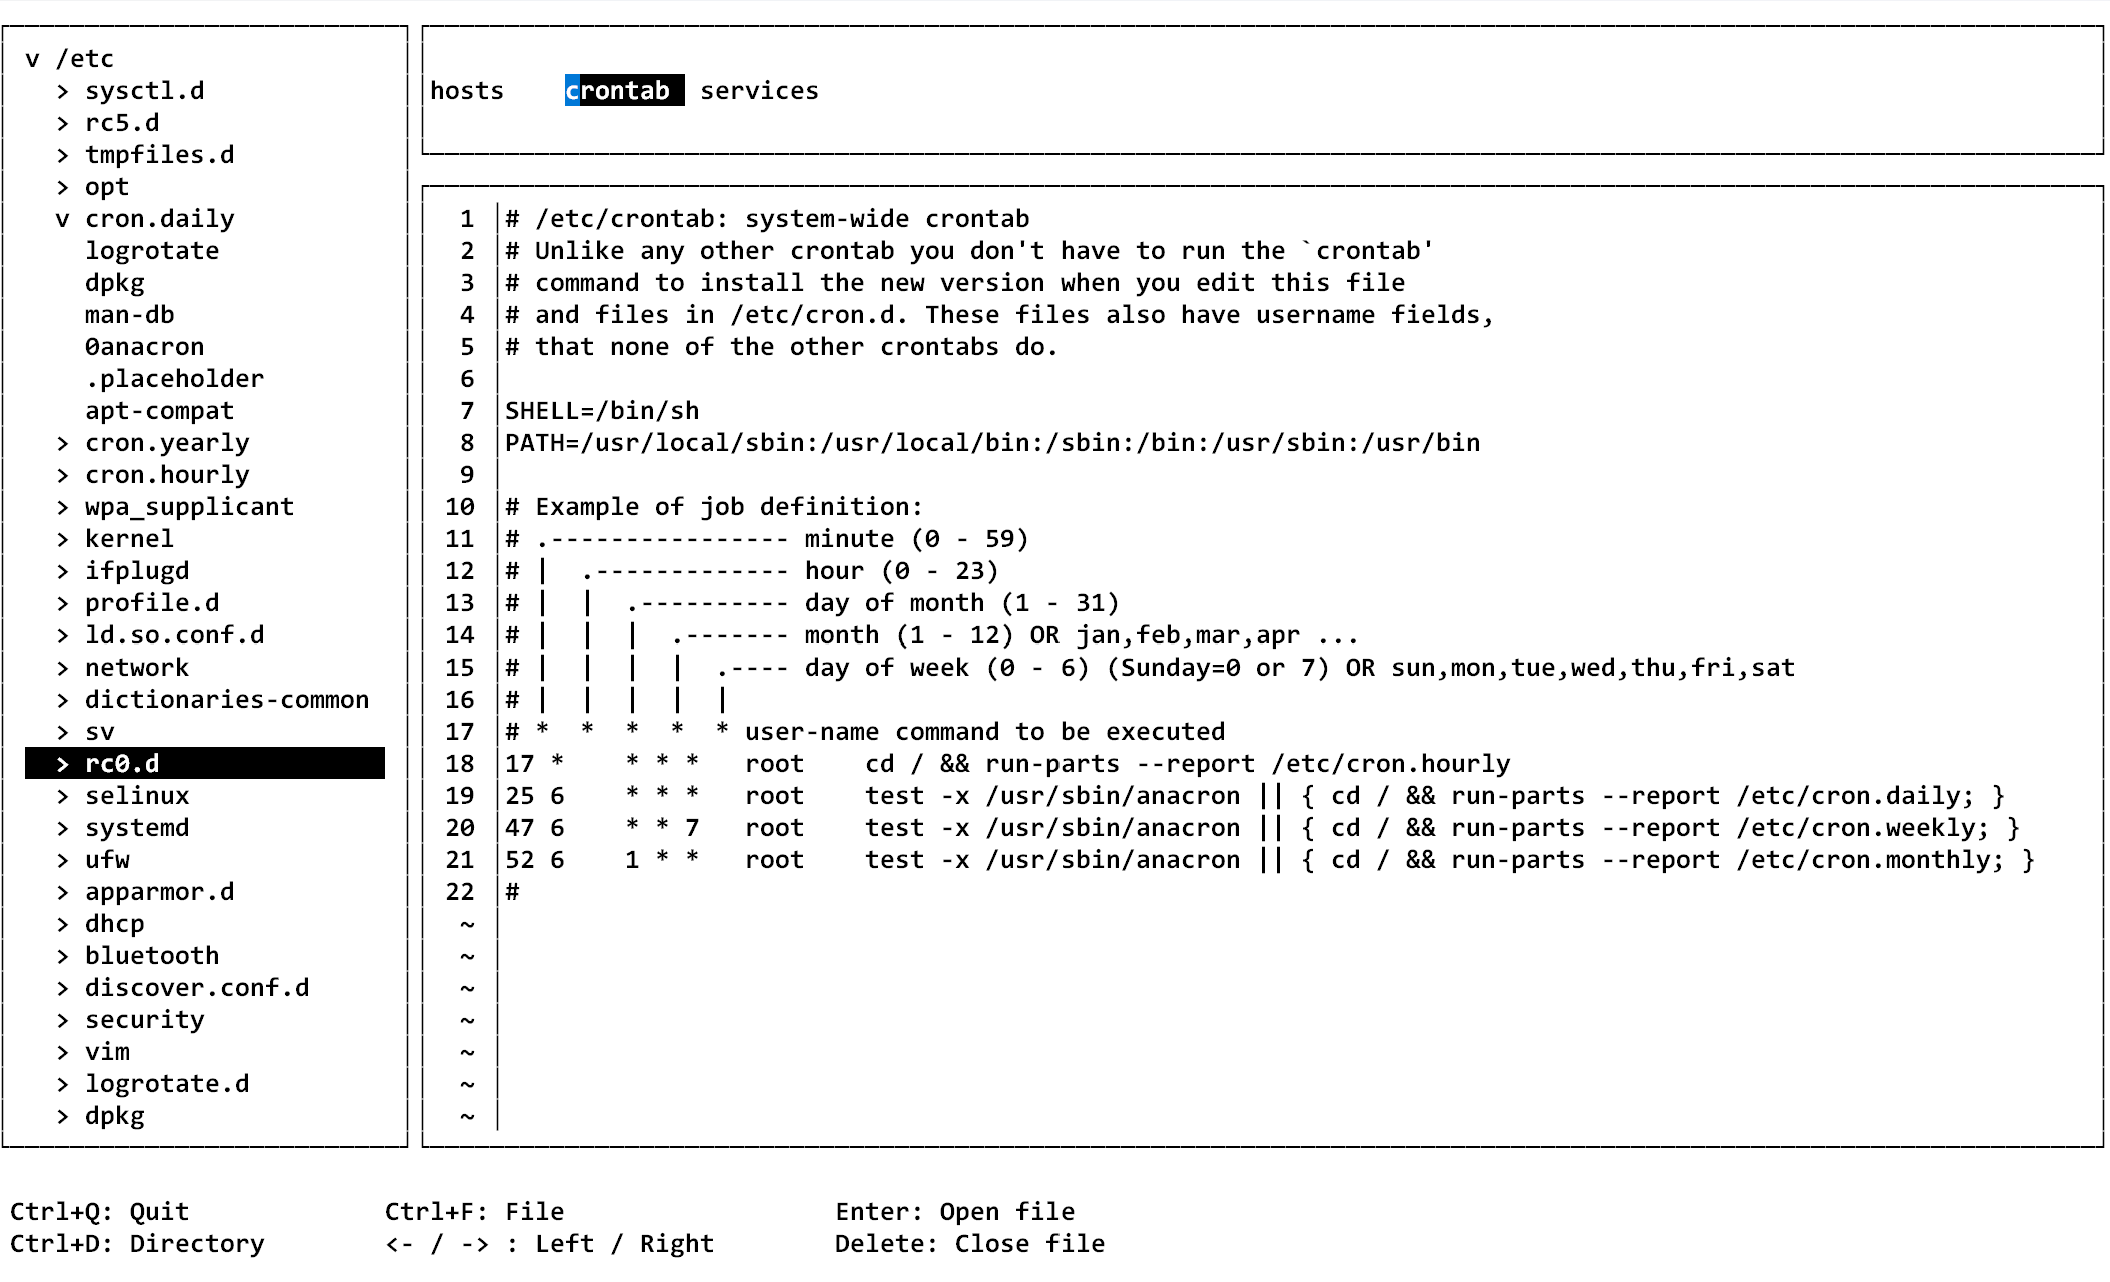 v /etc
  > sysctl.d
  > rc5.d
  > tmpfiles.d
  > opt
  v cron.daily
    logrotate
    dpkg
    man-db
    0anacron
    .placeholder
    apt-compat
  > cron.yearly
  > cron.hourly
  > wpa_supplicant
  > kernel
  > ifplugd
  > profile.d
  > ld.so.conf.d
  > network
  > dictionaries-common
  > sv
  > rc0.d
  > selinux
  > systemd
  > ufw
  > apparmor.d
  > dhcp
  > bluetooth
  > discover.conf.d
  > security
  > vim
  > logrotate.d
  > dpkg
hosts    crontab  services
 1 # /etc/crontab: system-wide crontab
 2 # Unlike any other crontab you don't have to run the `crontab'
 3 # command to install the new version when you edit this file
 4 # and files in /etc/cron.d. These files also have username fields,
 5 # that none of the other crontabs do.
 6
 7 SHELL=/bin/sh
 8 PATH=/usr/local/sbin:/usr/local/bin:/sbin:/bin:/usr/sbin:/usr/bin
 9
10 # Example of job definition:
11 # .---------------- minute (0 - 59)
12 # |  .------------- hour (0 - 23)
13 # |  |  .---------- day of month (1 - 31)
14 # |  |  |  .------- month (1 - 12) OR jan,feb,mar,apr ...
15 # |  |  |  |  .---- day of week (0 - 6) (Sunday=0 or 7) OR sun,mon,tue,wed,thu,fri,sat
16 # |  |  |  |  |
17 # *  *  *  *  * user-name command to be executed
18 17 *    * * *   root    cd / && run-parts --report /etc/cron.hourly
19 25 6    * * *   root    test -x /usr/sbin/anacron || { cd / && run-parts --report /etc/cron.daily; }
20 47 6    * * 7   root    test -x /usr/sbin/anacron || { cd / && run-parts --report /etc/cron.weekly; }
21 52 6    1 * *   root    test -x /usr/sbin/anacron || { cd / && run-parts --report /etc/cron.monthly; }
22 #
~
~
~
~
~
~
~
Ctrl+Q: Quit             Ctrl+F: File                  Enter: Open file
Ctrl+D: Directory        <- / -> : Left / Right        Delete: Close file